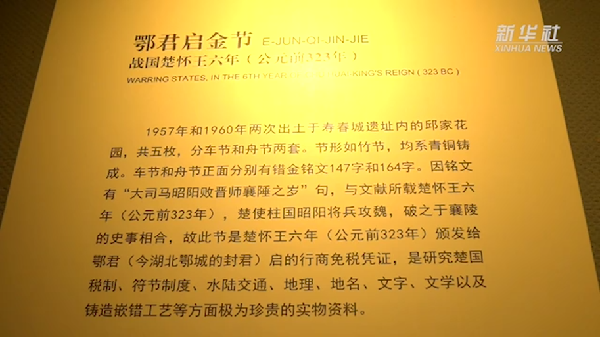 新华社
XINHUA NEWS
鄂君启金节 E-JUN-QI-JIN-JIE
战国楚怀王六年（公元前323年）
WARRING STATES, IN THE 6TH YEAR KING'S REIGN ( 323 BC )
1957年和1960年两次出土于寿春城遗址内的邱家花
园，共五枚，分车节和舟节两套。节形如竹节，均系青铜铸
成。车节和舟节正面分别有错金铭文147字和164字。因铭文
有“大司马昭阳败晋师襄陲之岁”句，与文献所载楚怀王六
年（公元前323年），楚使柱国昭阳将兵攻魏，破之于襄陵
的史事相合，故此节是楚怀王六年（公元前323年）颁发给
鄂君（今湖北鄂城的封君）启的行商免税凭证，是研究楚国
税制、符节制度、水陆交通、地理、地名、文字、文学以及
铸造嵌错工艺等方面极为珍贵的实物资料。